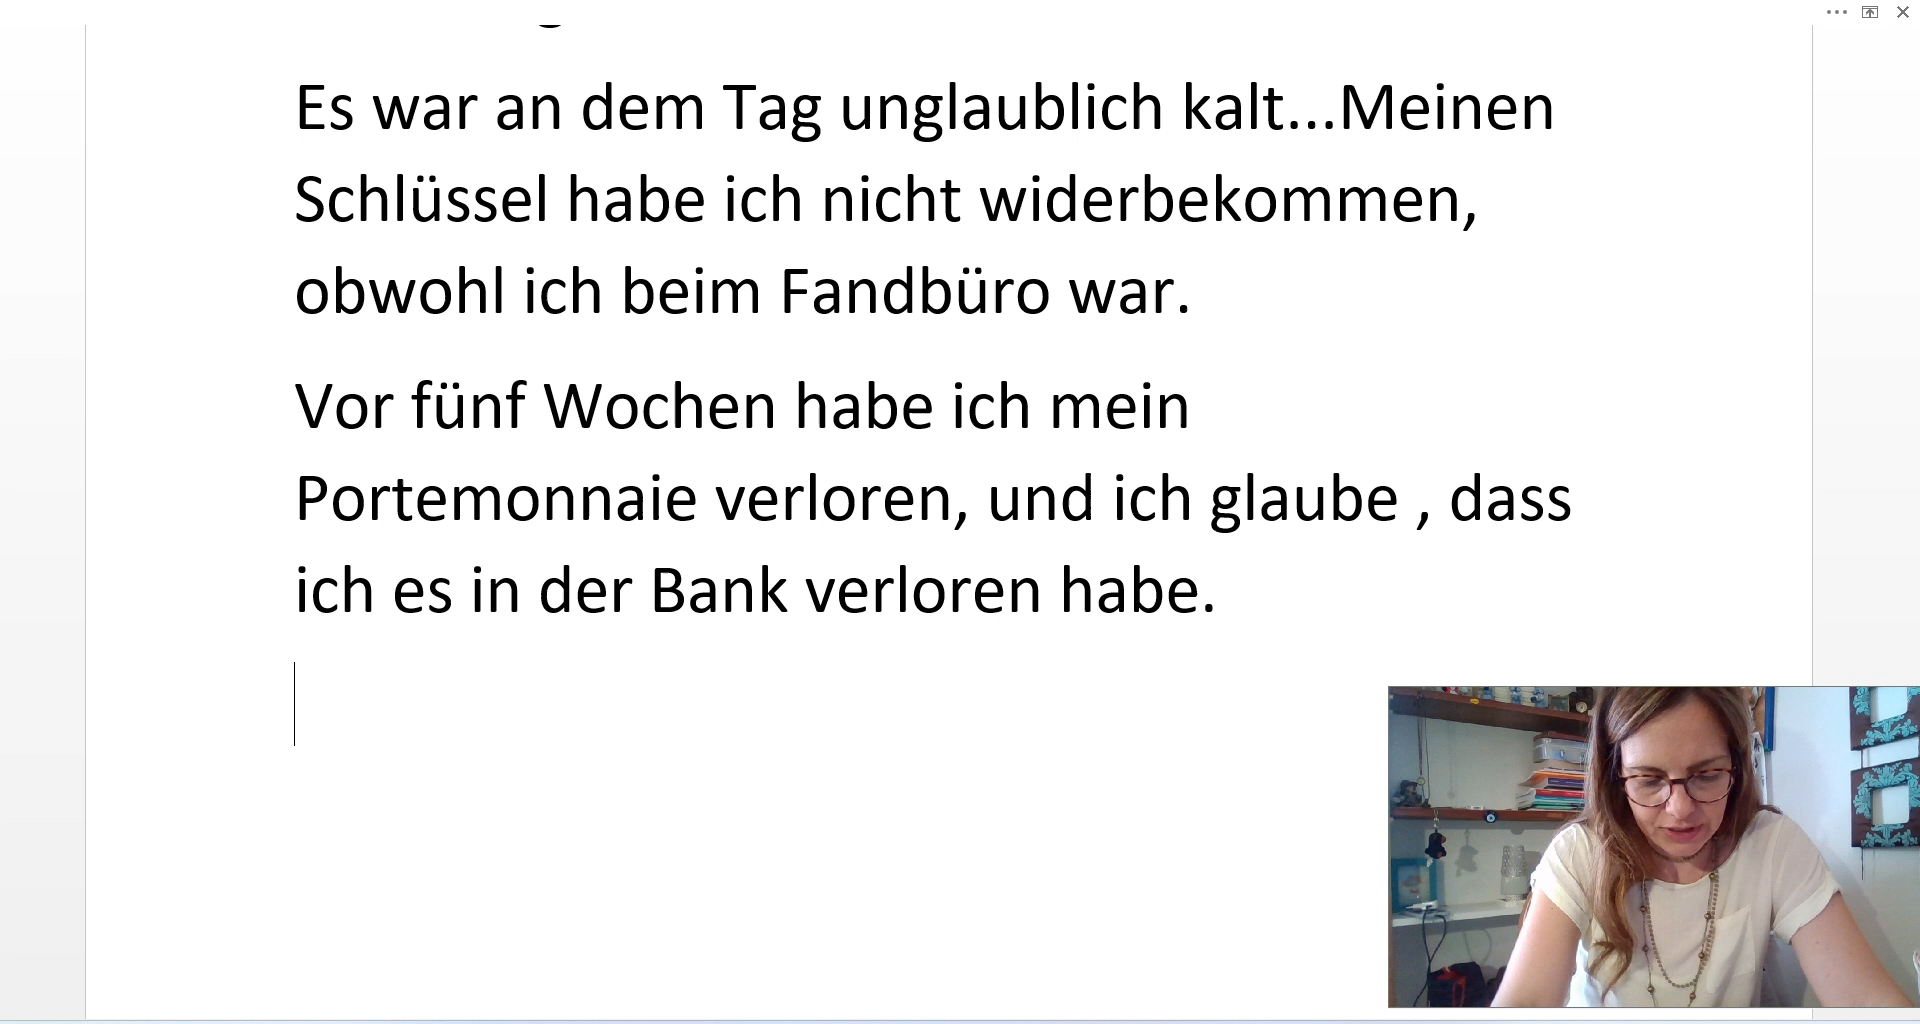 Es war an dem Tag unglaublich kalt...Meinen
Schlüssel habe ich nicht widerbekommen,
obwohl ich beim Fandbüro war.
Vor fünf Wochen habe ich mein
Portemonnaie verloren, und ich glaube , dass
ich es in der Bank verloren habe.